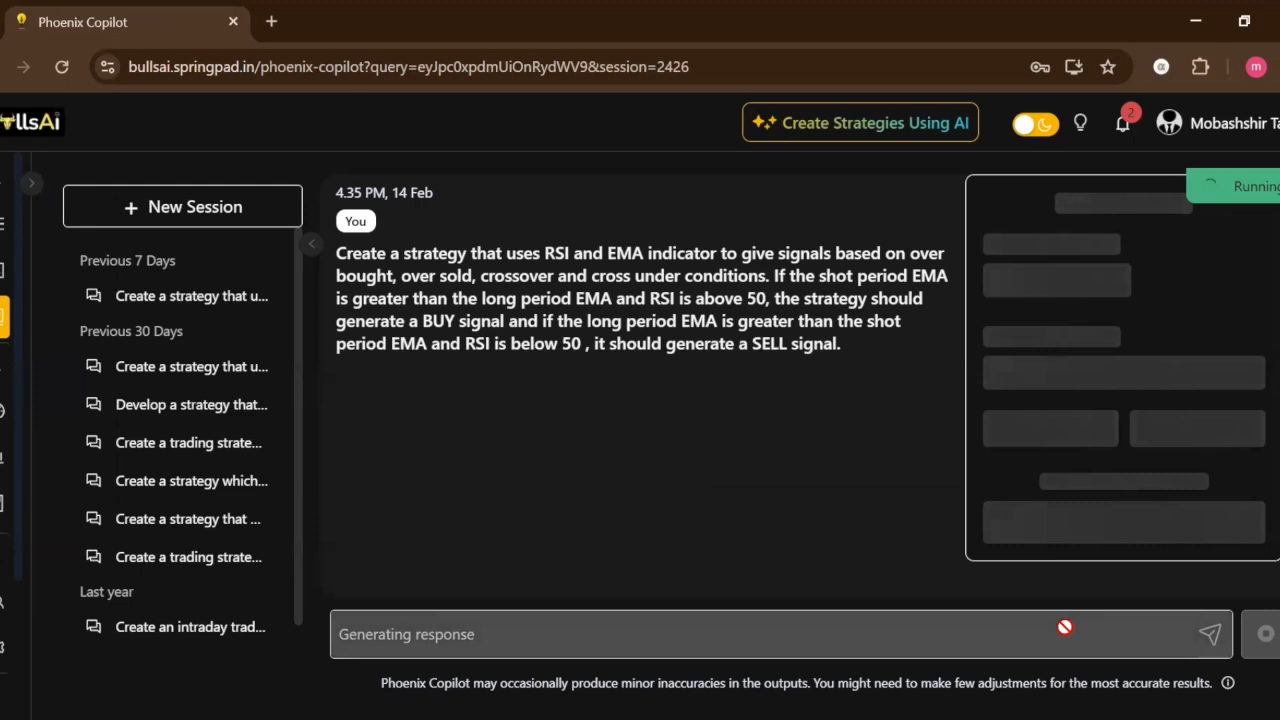 Phoenix Copilot
bullsai.springpad.in/phoenix-copilot?query=eyJpc0xpdmUiOnRydWV9&session=2426
α
m
llsAi
Create Strategies Using AI
2
Mobashshir Ta
New Session
Previous 7 Days
Create a strategy that u...
Previous 30 Days
Create a strategy that u...
Develop a strategy that...
Create a trading strate...
Create a strategy which...
Create a strategy that ...
Create a trading strate...
Last year
Create an intraday trad...
4.35 PM, 14 Feb
You
Create a strategy that uses RSI and EMA indicator to give signals based on over
bought, over sold, crossover and cross under conditions. If the shot period EMA
is greater than the long period EMA and RSI is above 50, the strategy should
generate a BUY signal and if the long period EMA is greater than the shot
period EMA and RSI is below 50 , it should generate a SELL signal.
Running
Generating response
Phoenix Copilot may occasionally produce minor inaccuracies in the outputs. You might need to make few adjustments for the most accurate results.